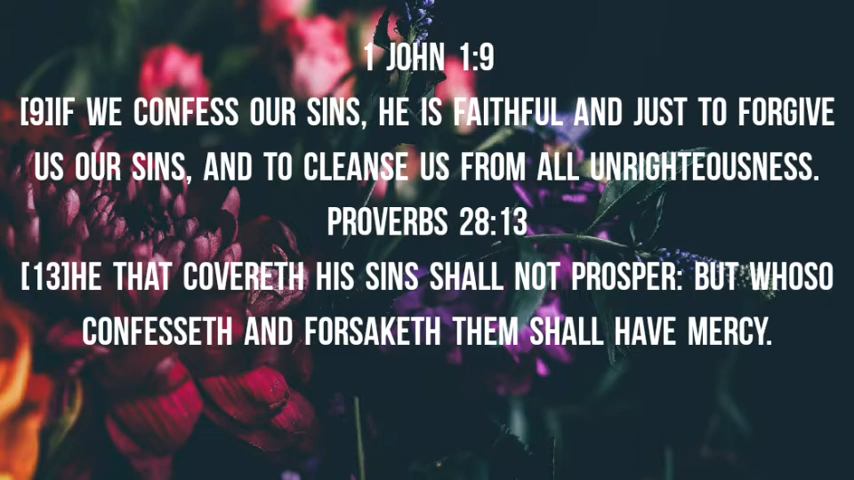 1 JOHN 1:9
[9]IF WE CONFESS OUR SINS, HE IS FAITHFUL AND JUST TO FORGIVE
US OUR SINS, AND TO CLEANSE US FROM ALL UNRIGHTEOUSNESS.
PROVERBS 28:13
[13]HE THAT COVERETH HIS SINS SHALL NOT PROSPER: BUT WHOSO
CONFESSETH AND FORSAKETH THEM SHALL HAVE MERCY.